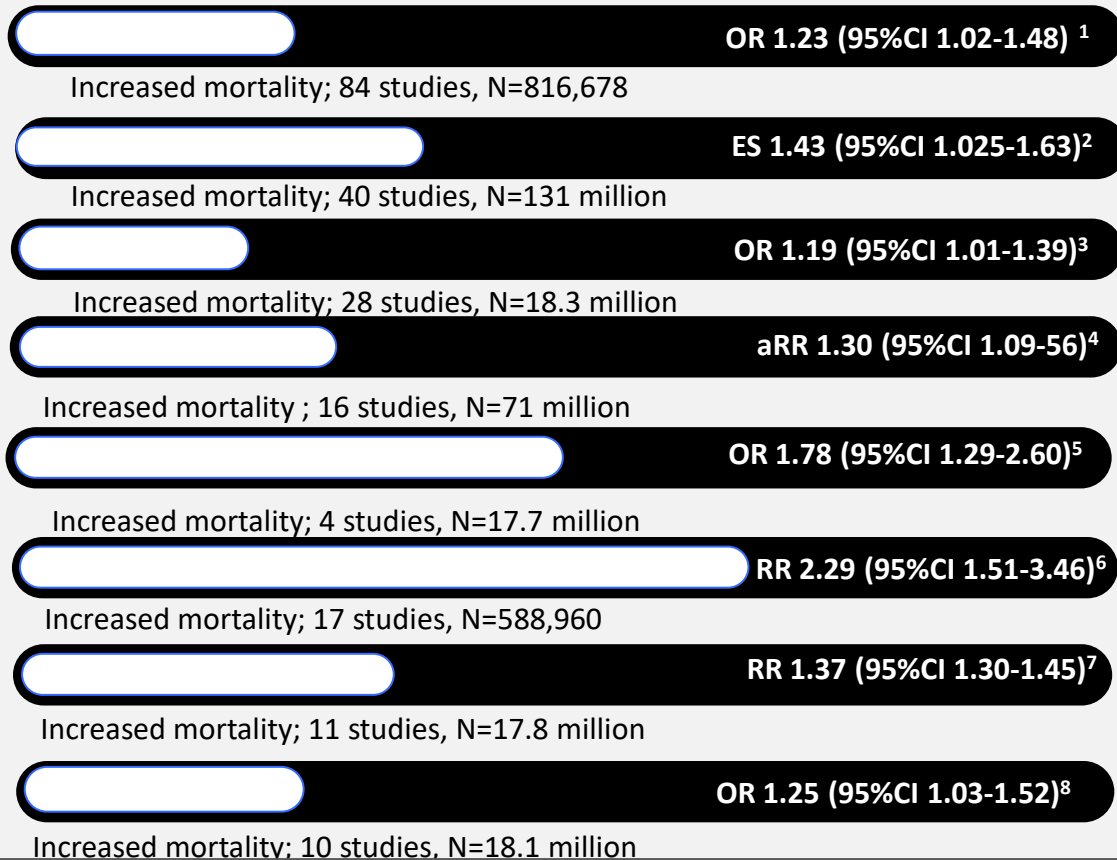 OR 1.23 (95%CI 1.02-1.48) ¹
Increased mortality; 84 studies, N=816,678
ES 1.43 (95%CI 1.025-1.63)²
Increased mortality; 40 studies, N=131 million
OR 1.19 (95%CI 1.01-1.39)³
Increased mortality; 28 studies, N=18.3 million
aRR 1.30 (95%CI 1.09-56)⁴
Increased mortality ; 16 studies, N=71 million
OR 1.78 (95%CI 1.29-2.60)⁵
Increased mortality; 4 studies, N=17.7 million
RR 2.29 (95%CI 1.51-3.46)⁶
Increased mortality; 17 studies, N=588,960
RR 1.37 (95%CI 1.30-1.45)⁷
Increased mortality; 11 studies, N=17.8 million
OR 1.25 (95%CI 1.03-1.52)⁸
Increased mortality; 10 studies, N=18.1 million